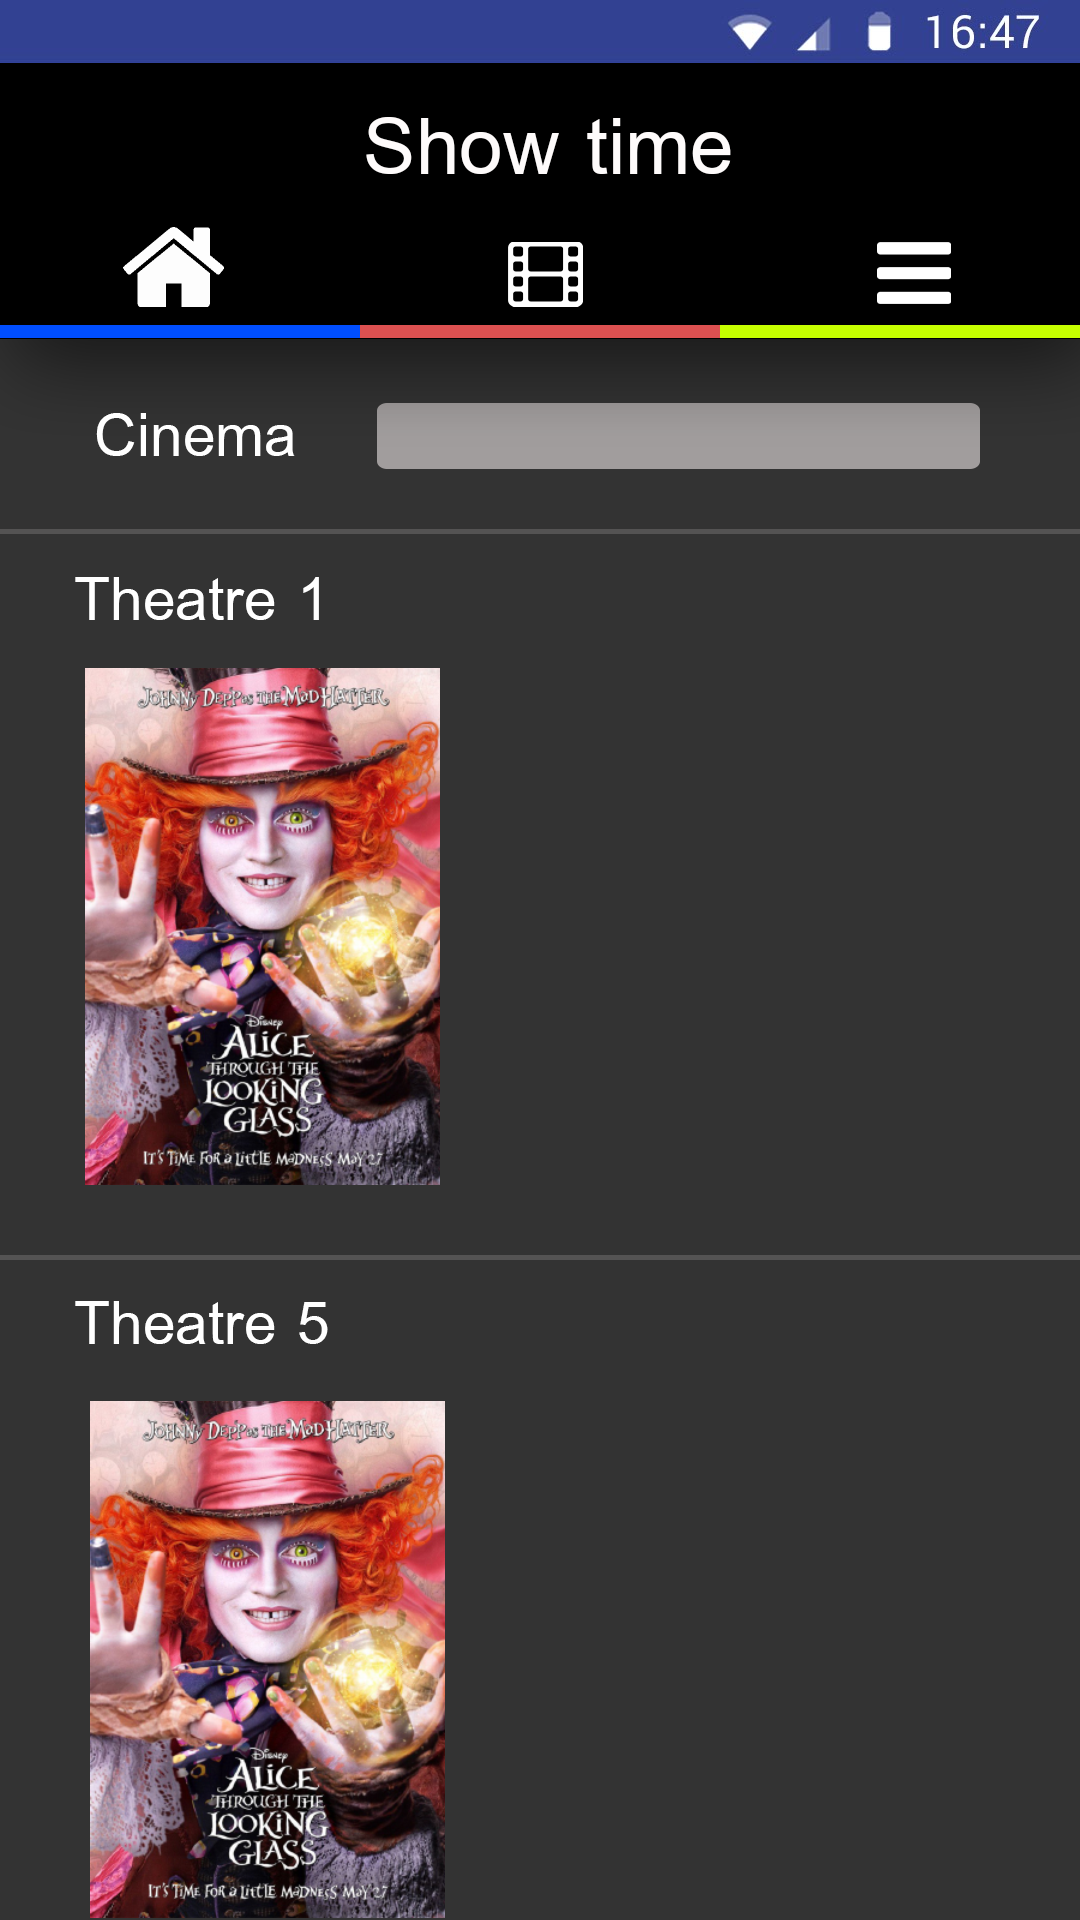 16:47
Show time
Cinema
Theatre 1
JOHNNY DEPP as THE MAD HATTER
DISNEY
ALICE
THROUGH THE
LOOKING
GLASS
IT'S TIME FOR a LITTLE MADNESS MAY 27
Theatre 5
JOHNNY DEPP as THE MAD HATTER
DISNEY
ALICE
THROUGH THE
LOOKING
GLASS
IT'S TIME FOR a LITTLE MADNESS MAY 27